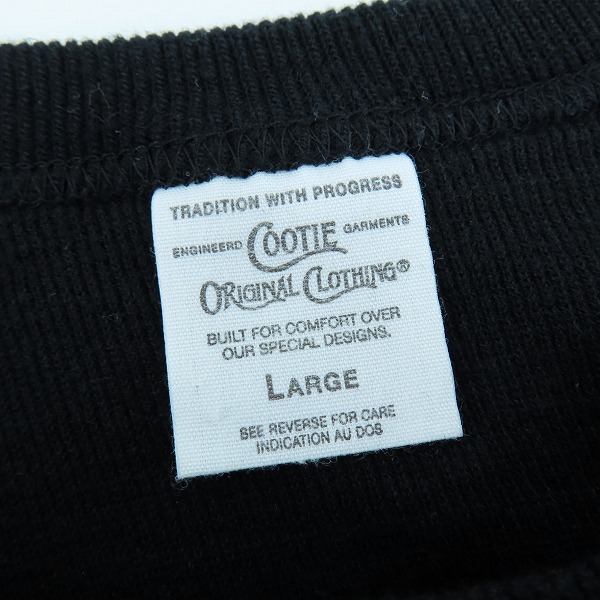 TRADITION WITH PROGRESS
ENGINEERD COOTIE GARMENTS
ORIGINAL CLOTHING®
BUILT FOR COMFORT OVER
OUR SPECIAL DESIGNS.
LARGE
SEE REVERSE FOR CARE
INDICATION AU DOS